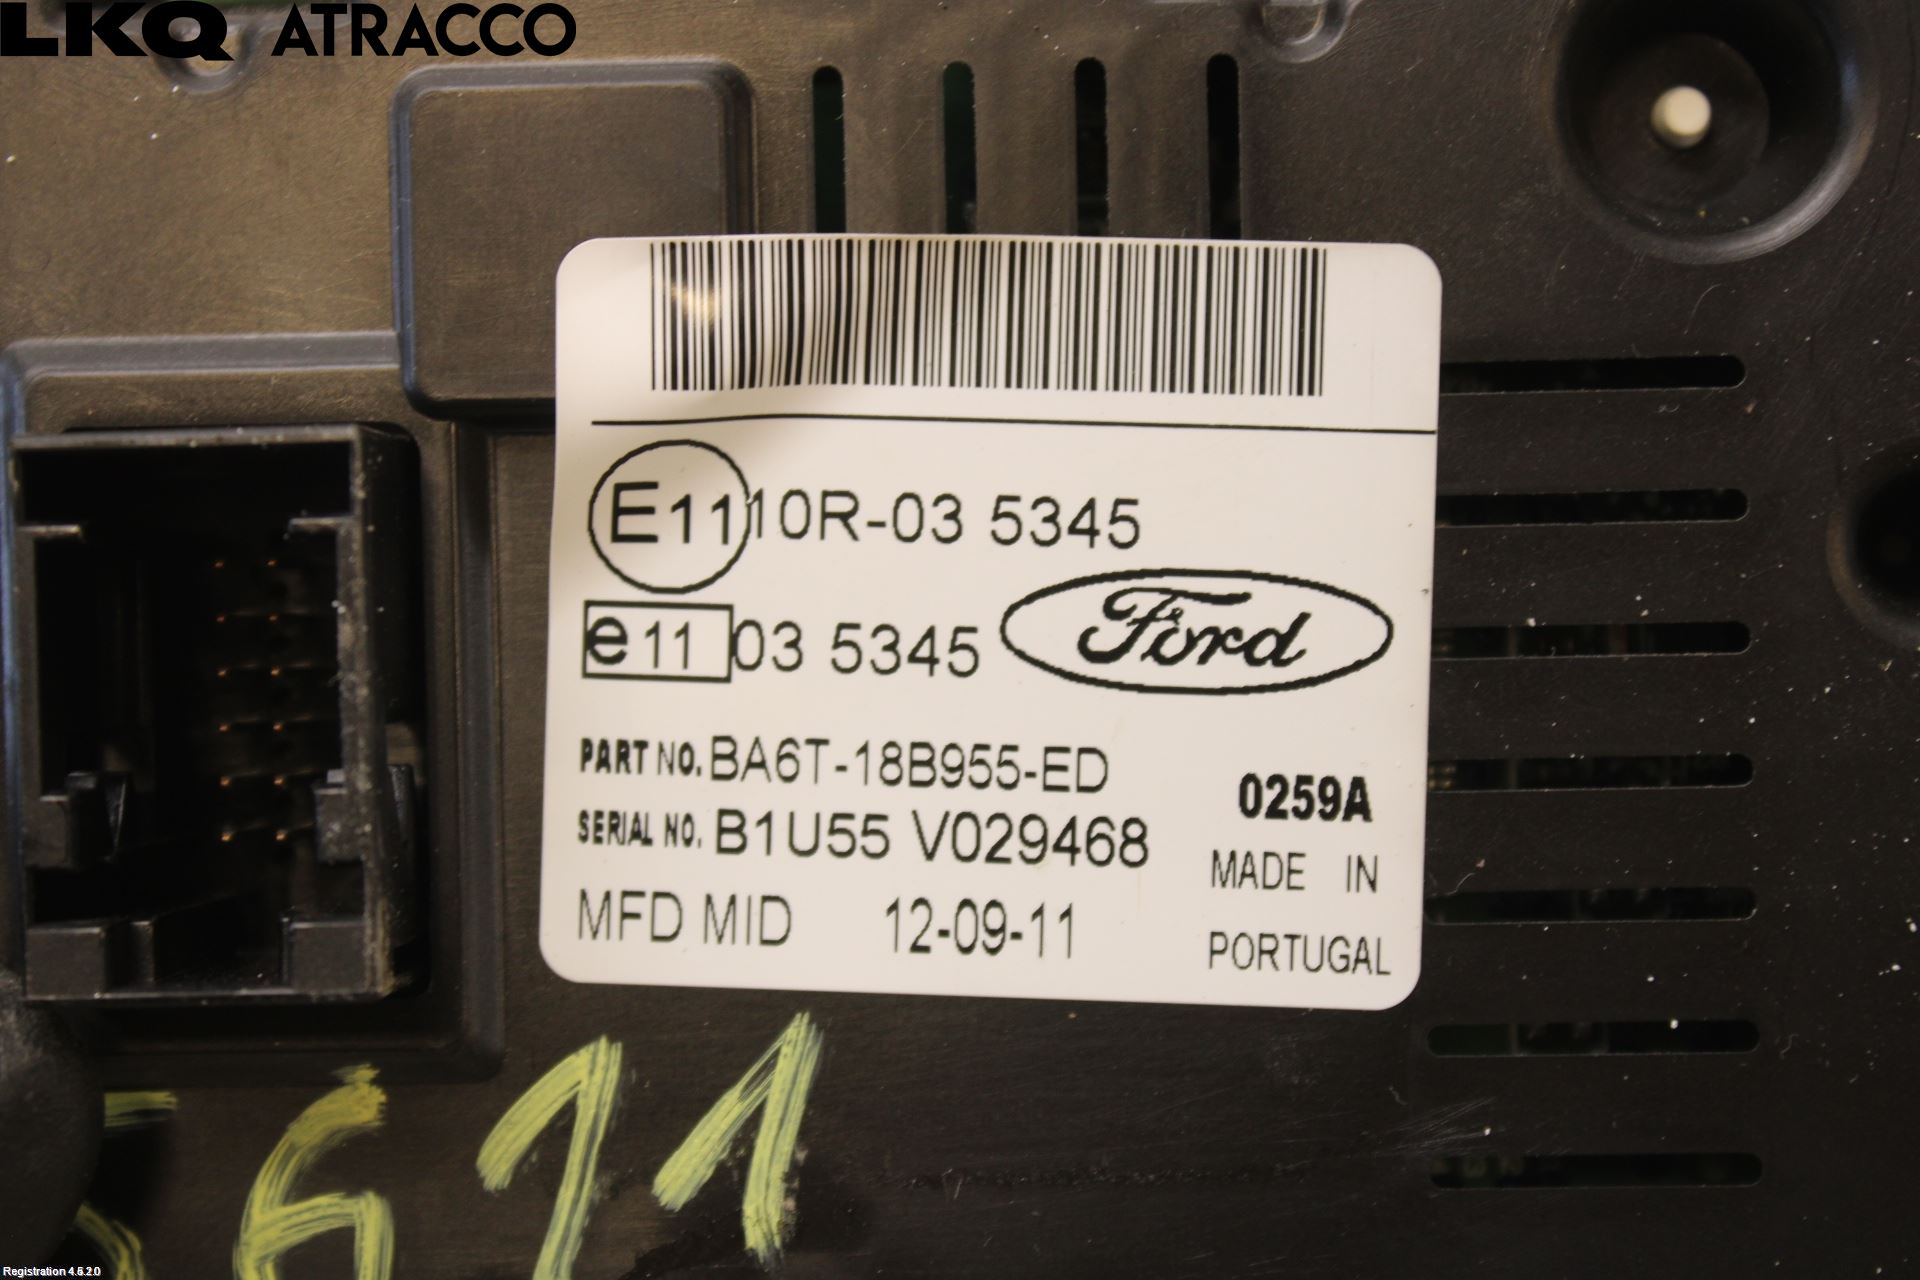 LKQ ATRACCO
E11 10R-03 5345
e11 03 5345
Ford
PART NO. BA6T-18B955-ED
0259A
SERIAL NO. B1U55 V029468
MADE IN
MFD MID 12-09-11
PORTUGAL
Registration 4.6.2.0